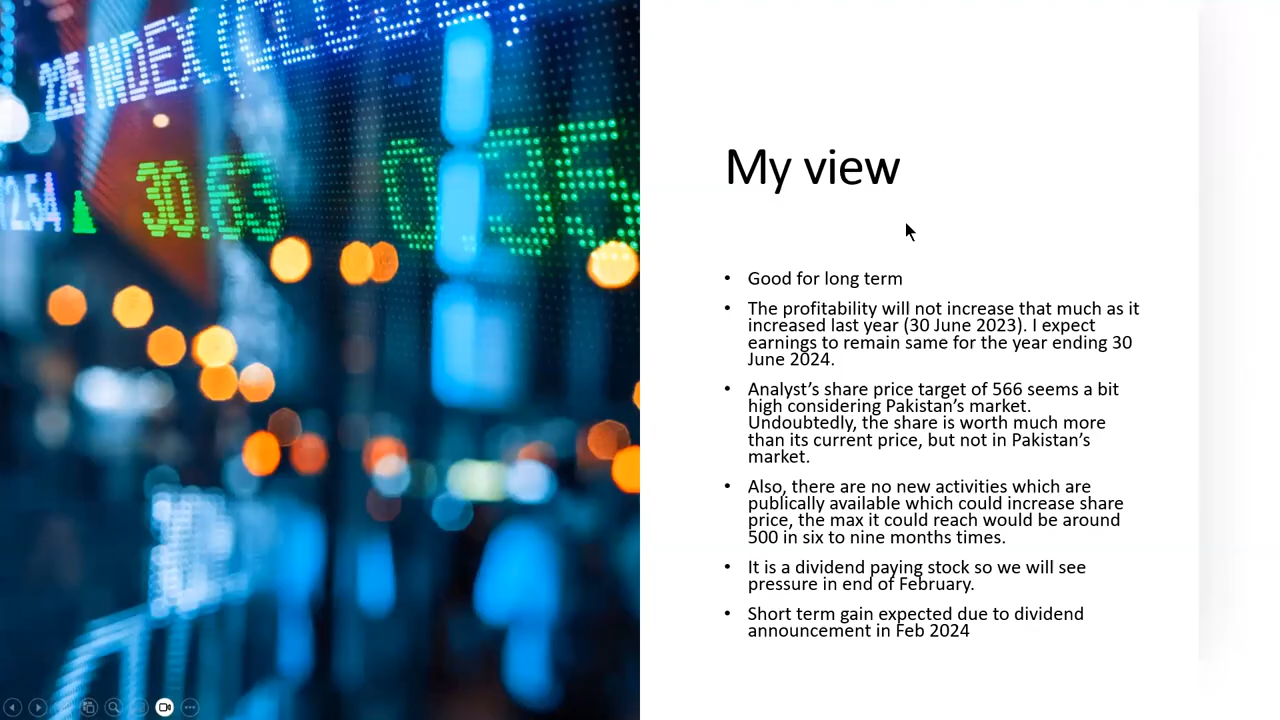 225 INDEX
30.63
0.35
My view
• Good for long term
• The profitability will not increase that much as it
increased last year (30 June 2023). I expect
earnings to remain same for the year ending 30
June 2024.
• Analyst’s share price target of 566 seems a bit
high considering Pakistan’s market.
Undoubtedly, the share is worth much more
than its current price, but not in Pakistan’s
market.
• Also, there are no new activities which are
publically available which could increase share
price, the max it could reach would be around
500 in six to nine months times.
• It is a dividend paying stock so we will see
pressure in end of February.
• Short term gain expected due to dividend
announcement in Feb 2024